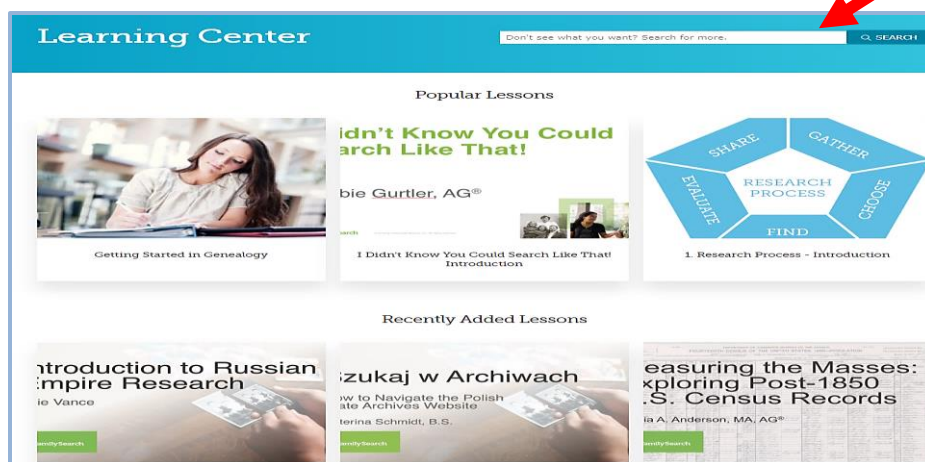 Learning Center
Don't see what you want? Search for more.
SEARCH
Popular Lessons
idn't Know You Could
arch Like That!
bie Gurtler, AG®
SHARE
GATHER
EVALUATE
RESEARCH
PROCESS
CHOOSE
FIND
Getting Started in Genealogy
I Didn't Know You Could Search Like That!
Introduction
1. Research Process - Introduction
Recently Added Lessons
ntroduction to Russian
Empire Research
ie Vance
zukaj w Archiwach
ow to Navigate the Polish
ate Archives Website
terina Schmidt, B.S.
easuring the Masses:
xploring Post-1850
.S. Census Records
ia A. Anderson, MA, AG®
amilySearch
amilySearch
amilySearch